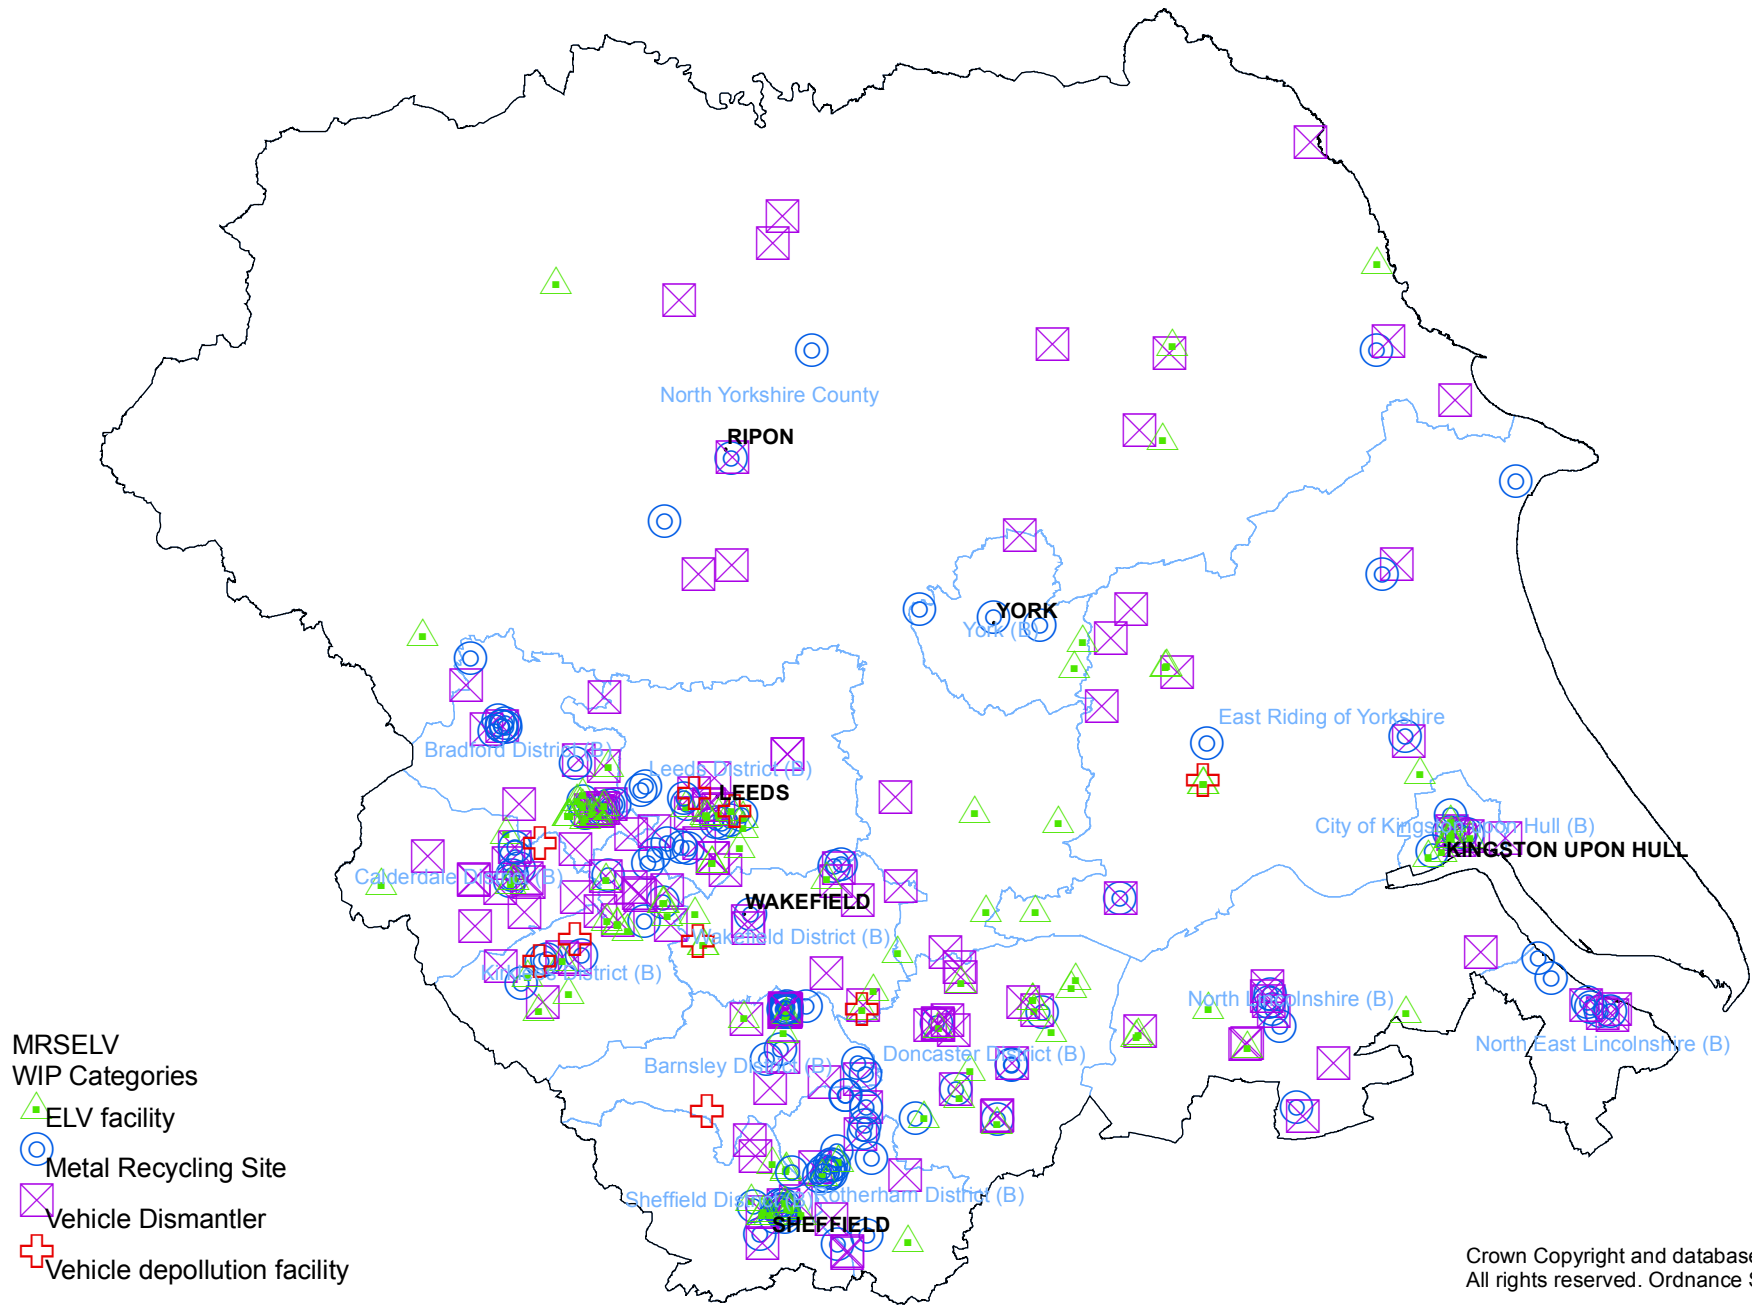 North Yorkshire County
RIPON
YORK
York (B)
East Riding of Yorkshire
Bradford District (B)
Leeds District (B)
LEEDS
City of Kingston upon Hull (B)
KINGSTON UPON HULL
Calderdale District (B)
WAKEFIELD
Wakefield District (B)
Kirklees District (B)
North Lincolnshire (B)
North East Lincolnshire (B)
Doncaster District (B)
Barnsley District (B)
Sheffield District (B)
Rotherham District (B)
SHEFFIELD
MRSELV
WIP Categories
ELV facility
Metal Recycling Site
Vehicle Dismantler
Vehicle depollution facility
Crown Copyright and database
All rights reserved. Ordnance S